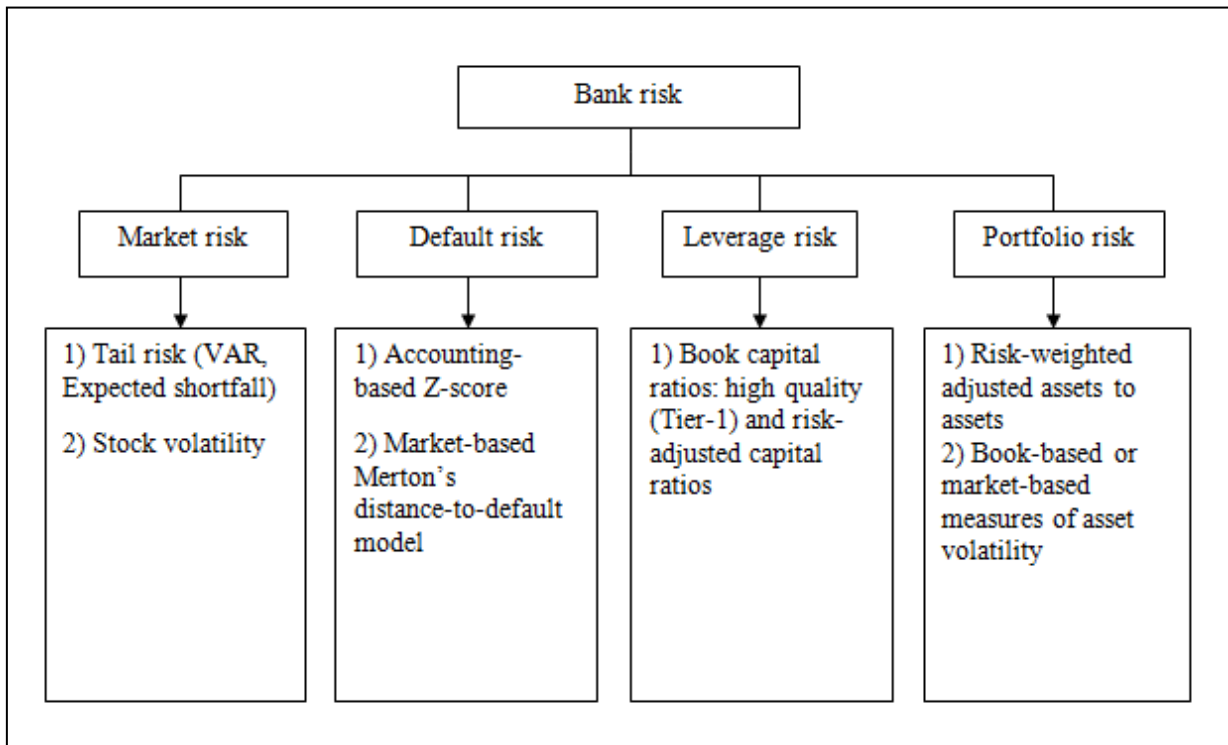 Bank risk
Market risk
Default risk
Leverage risk
Portfolio risk
1) Tail risk (VAR,
Expected shortfall)
2) Stock volatility
1) Accounting-
based Z-score
2) Market-based
Merton’s
distance-to-default
model
1) Book capital
ratios: high quality
(Tier-1) and risk-
adjusted capital
ratios
1) Risk-weighted
adjusted assets to
assets
2) Book-based or
market-based
measures of asset
volatility